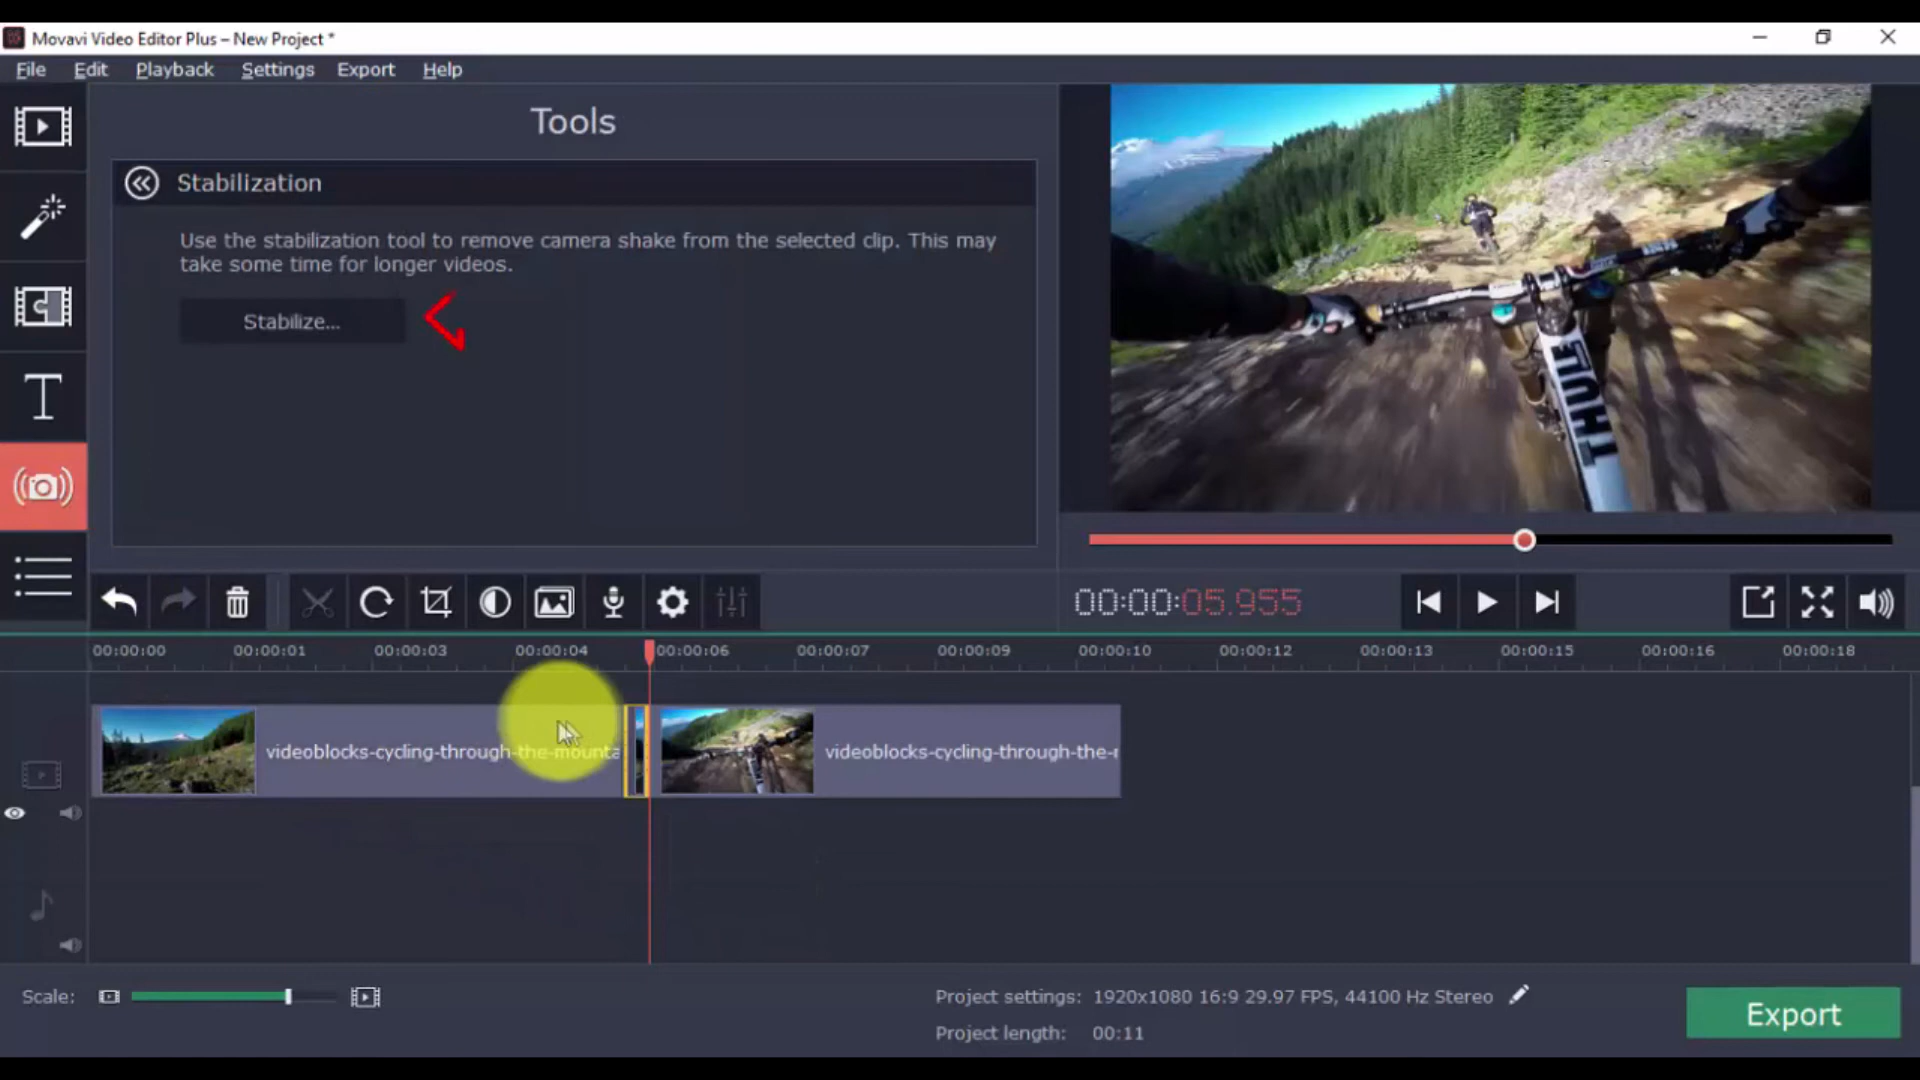 Movavi Video Editor Plus – New Project *
File Edit Playback Settings Export Help
Tools
Stabilization
Use the stabilization tool to remove camera shake from the selected clip. This may
take some time for longer videos.
Stabilize...
THULE
00:00:05.955
00:00:00 00:00:01 00:00:03 00:00:04 00:00:06 00:00:07 00:00:09 00:00:10 00:00:12 00:00:13 00:00:15 00:00:16 00:00:18
videoblocks-cycling-through-the-mounta
videoblocks-cycling-through-the-
Scale:
Project settings: 1920x1080 16:9 29.97 FPS, 44100 Hz Stereo
Project length: 00:11
Export